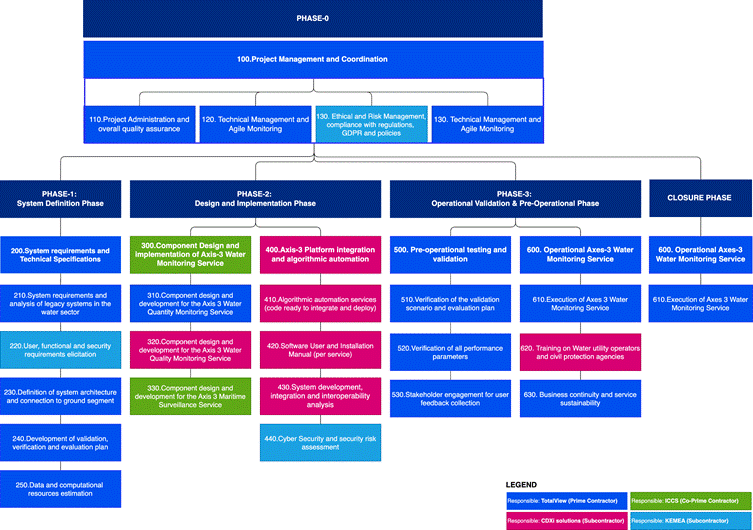 PHASE-0
100.Project Management and Coordination
110.Project Administration and
overall quality assurance
120. Technical Management and
Agile Monitoring
130. Ethical and Risk Management,
compliance with regulations,
GDPR and policies
130. Technical Management and
Agile Monitoring
PHASE-1:
System Definition Phase
PHASE-2:
Design and Implementation Phase
PHASE-3:
Operational Validation & Pre-Operational Phase
CLOSURE PHASE
200.System requirements and
Technical Specifications
210.System requirements and
analysis of legacy systems in the
water sector
220.User, functional and security
requirements elicitation
230.Definition of system architecture
and connection to ground segment
240.Development of validation,
verification and evaluation plan
250.Data and computational
resources estimation
300.Component Design and
Implementation of Axis-3 Water
Monitoring Service
310.Component design and
development for the Axis 3 Water
Quantity Monitoring Service
320.Component design and
development for the Axis 3 Water
Quality Monitoring Service
330.Component design and
development for the Axis 3 Maritime
Surveillance Service
400.Axis-3 Platform integration
and algorithmic automation
410.Algorithmic automation services
(code ready to integrate and deploy)
420.Software User and Installation
Manual (per service)
430.System development,
integration and interoperability
analysis
440.Cyber Security and security risk
assessment
500. Pre-operational testing and
validation
510.Verification of the validation
scenario and evaluation plan
520.Verification of all performance
parameters
530.Stakeholder engagement for user
feedback collection
600. Operational Axes-3 Water
Monitoring Service
610.Execution of Axes 3 Water
Monitoring Service
620. Training on Water utility operators
and civil protection agencies
630. Business continuity and service
sustainability
600. Operational Axes-3
Water Monitoring Service
610.Execution of Axes 3 Water
Monitoring Service
LEGEND
Responsible: TotalView (Prime Contractor)
Responsible: ICCS (Co-Prime Contractor)
Responsible: CDXi solutions (Subcontractor)
Responsible: KEMEA (Subcontractor)